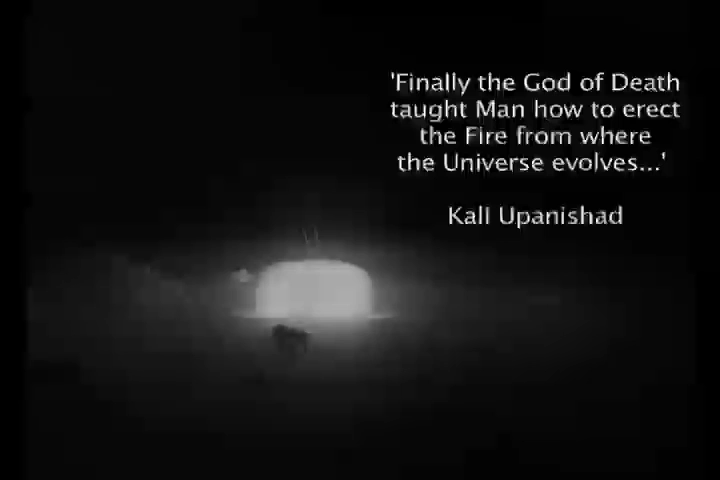 'Finally the God of Death
taught Man how to erect
the Fire from where
the Universe evolves...'
Kali Upanishad